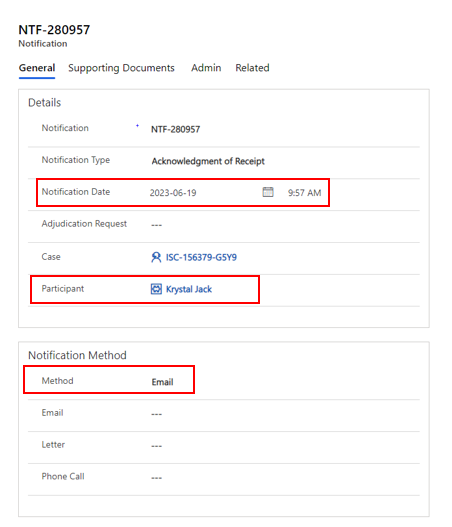 NTF-280957
Notification
General Supporting Documents Admin Related
Details
Notification * NTF-280957
Notification Type Acknowledgment of Receipt
Notification Date 2023-06-19 9:57 AM
Adjudication Request ---
Case ISC-156379-G5Y9
Participant Krystal Jack
Notification Method
Method Email
Email ---
Letter ---
Phone Call ---